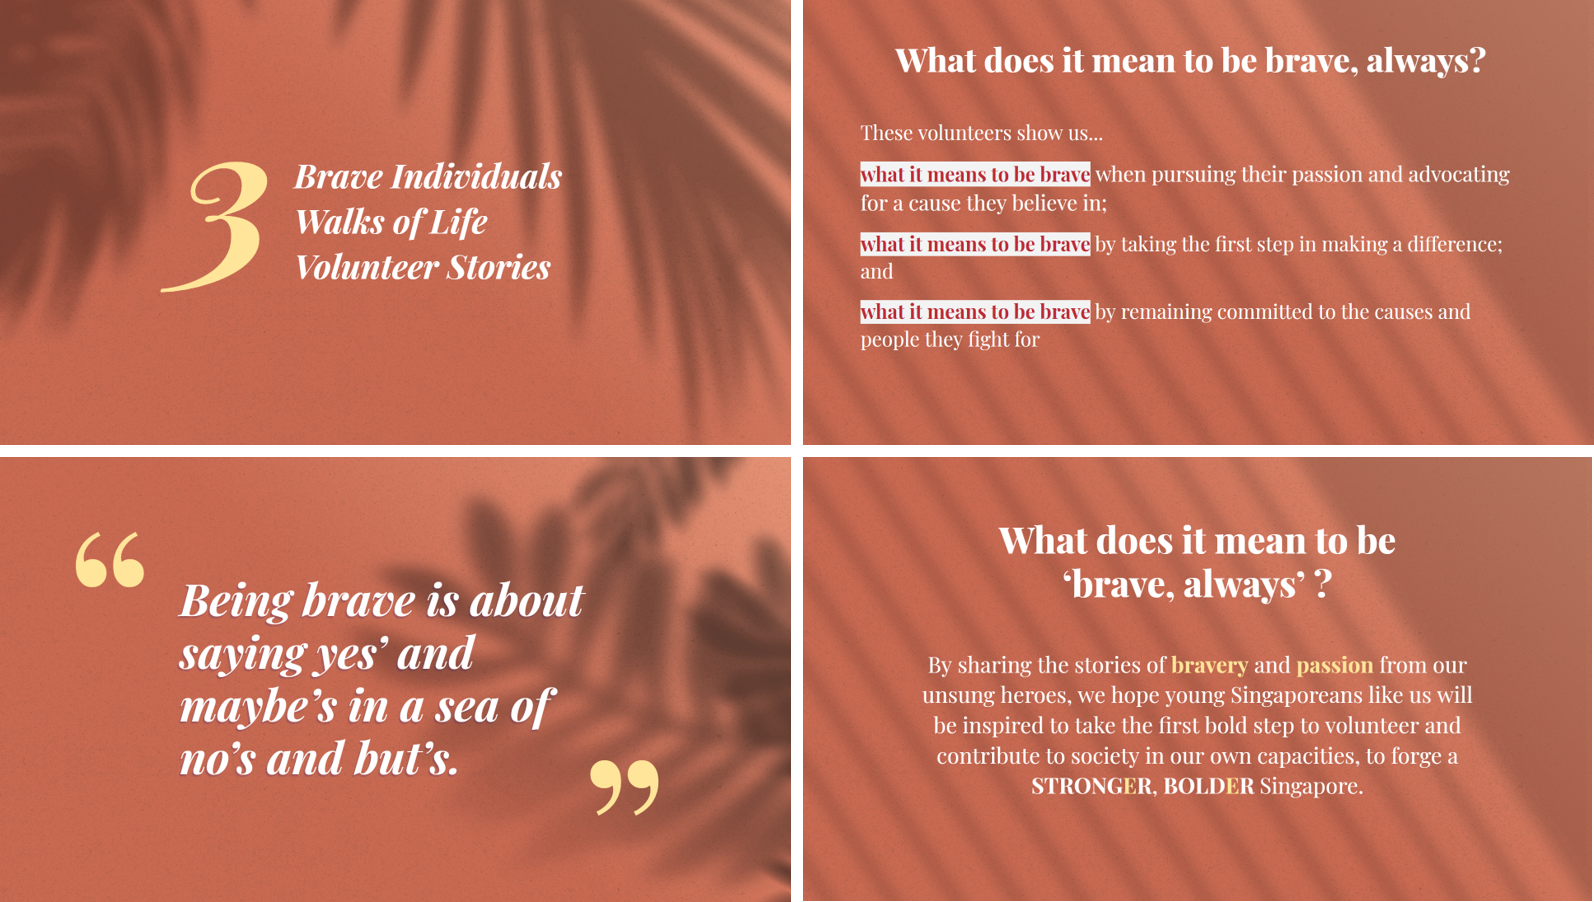 3
Brave Individuals
Walks of Life
Volunteer Stories
What does it mean to be brave, always?
These volunteers show us...
what it means to be brave when pursuing their passion and advocating
for a cause they believe in;
what it means to be brave by taking the first step in making a difference;
and
what it means to be brave by remaining committed to the causes and
people they fight for
“
Being brave is about
saying yes’ and
maybe’s in a sea of
no’s and but’s.
”
What does it mean to be
‘brave, always’ ?
By sharing the stories of bravery and passion from our
unsung heroes, we hope young Singaporeans like us will
be inspired to take the first bold step to volunteer and
contribute to society in our own capacities, to forge a
STRONGER, BOLDER Singapore.